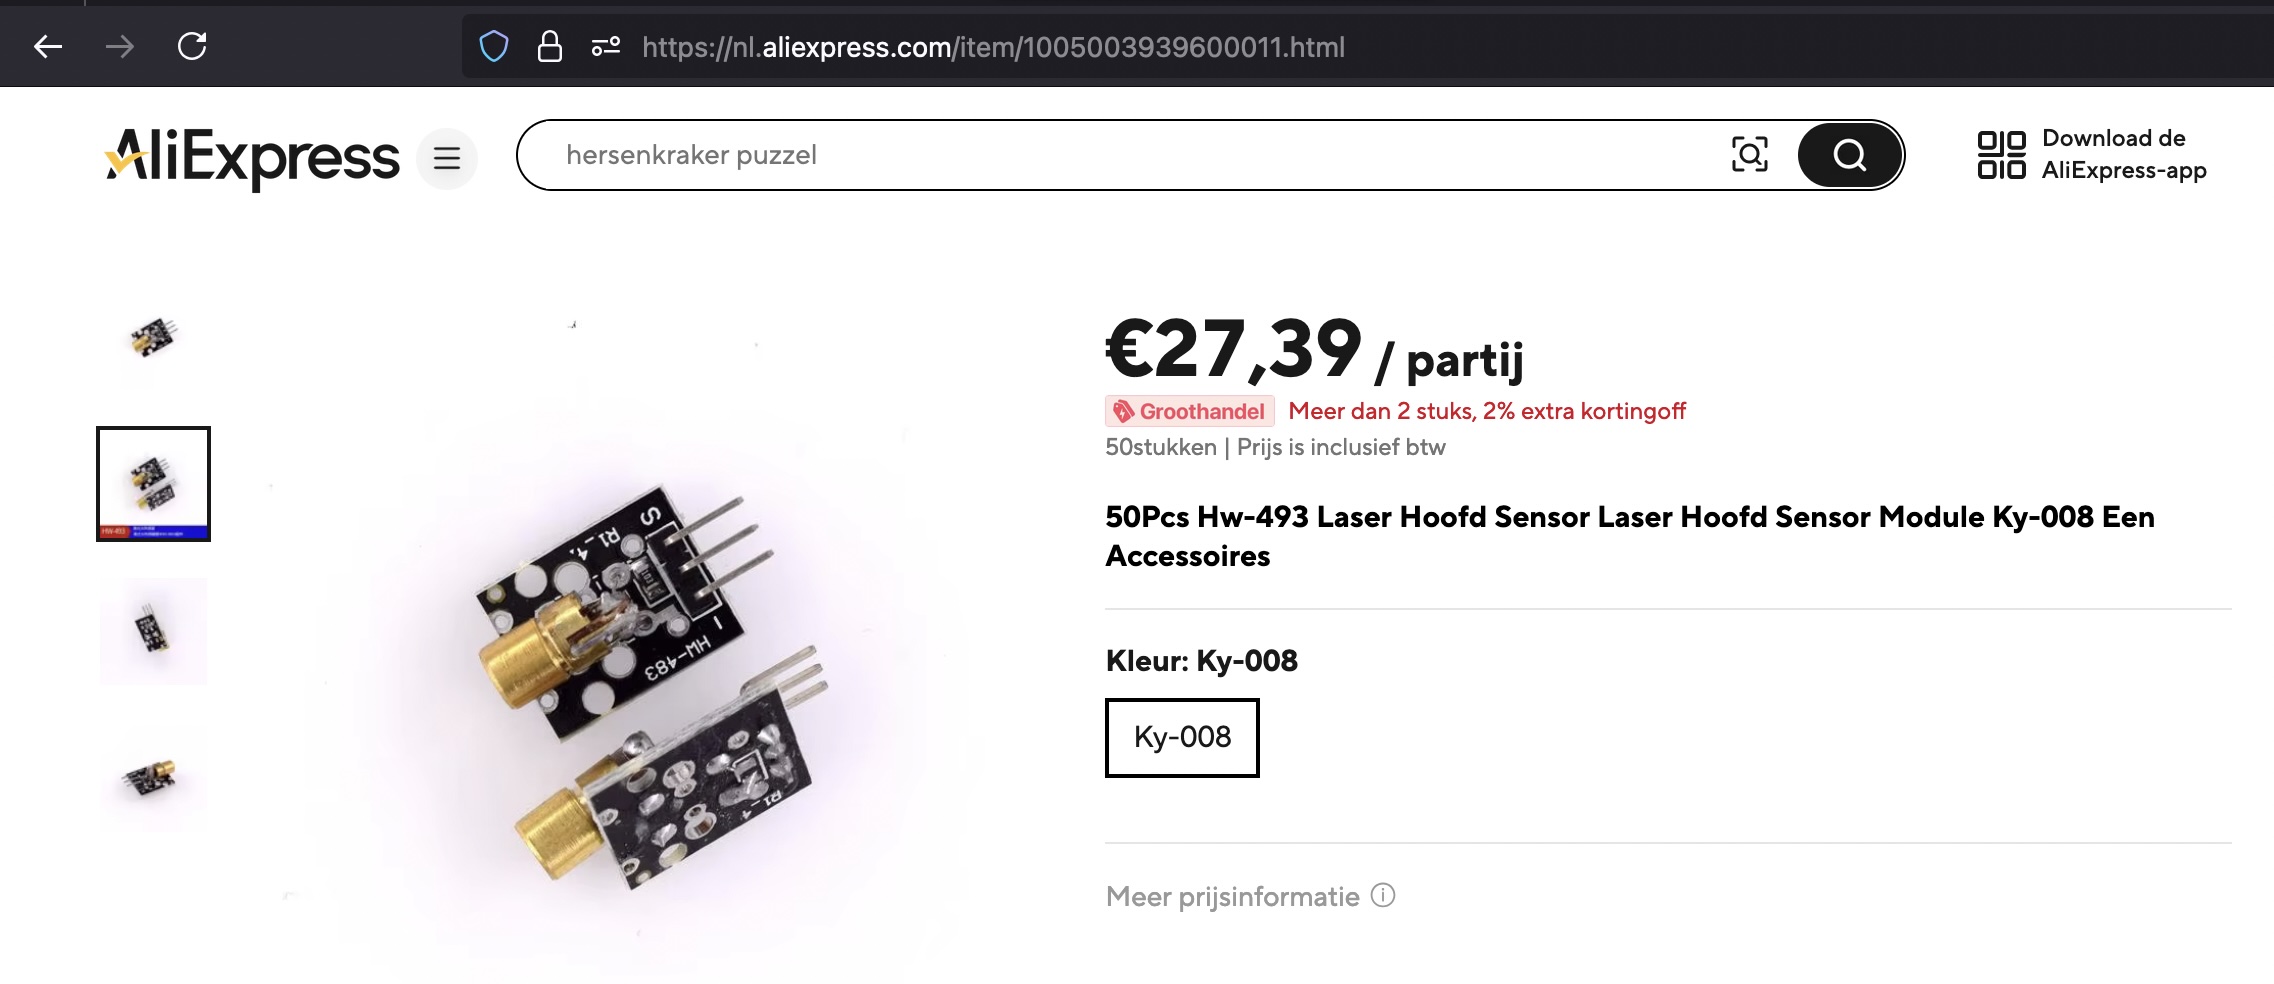 https://nl.aliexpress.com/item/1005003939600011.html
AliExpress
hersenkraker puzzel
Download de
AliExpress-app
€27,39 / partij
Groothandel Meer dan 2 stuks, 2% extra kortingoff
50stukken | Prijs is inclusief btw
50Pcs Hw-493 Laser Hoofd Sensor Laser Hoofd Sensor Module Ky-008 Een
Accessoires
Kleur: Ky-008
Ky-008
Meer prijsinformatie
S
R1_4.
HW-483
R1_4
HW-493